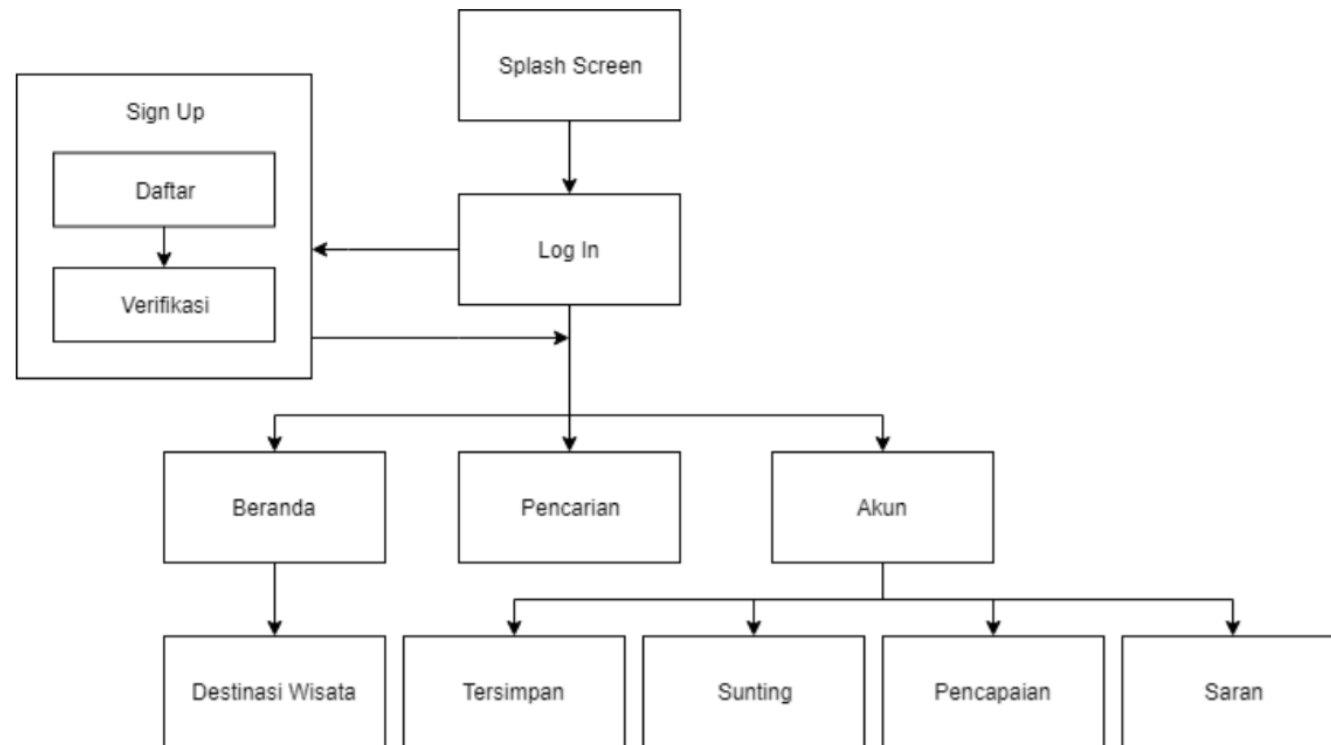 Splash Screen
Sign Up
Daftar
Log In
Verifikasi
Beranda
Pencarian
Akun
Destinasi Wisata
Tersimpan
Sunting
Pencapaian
Saran